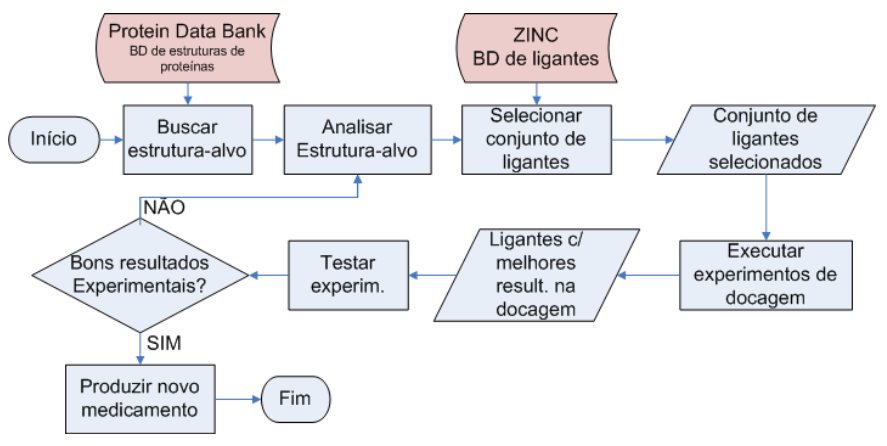 Protein Data Bank
BD de estruturas de
proteínas
ZINC
BD de ligantes
Início
Buscar
estrutura-alvo
Analisar
Estrutura-alvo
Selecionar
conjunto de
ligantes
Conjunto de
ligantes
selecionados
NÃO
Bons resultados
Experimentais?
Testar
experim.
Ligantes c/
melhores
result. na
docagem
Executar
experimentos de
docagem
SIM
Produzir novo
medicamento
Fim